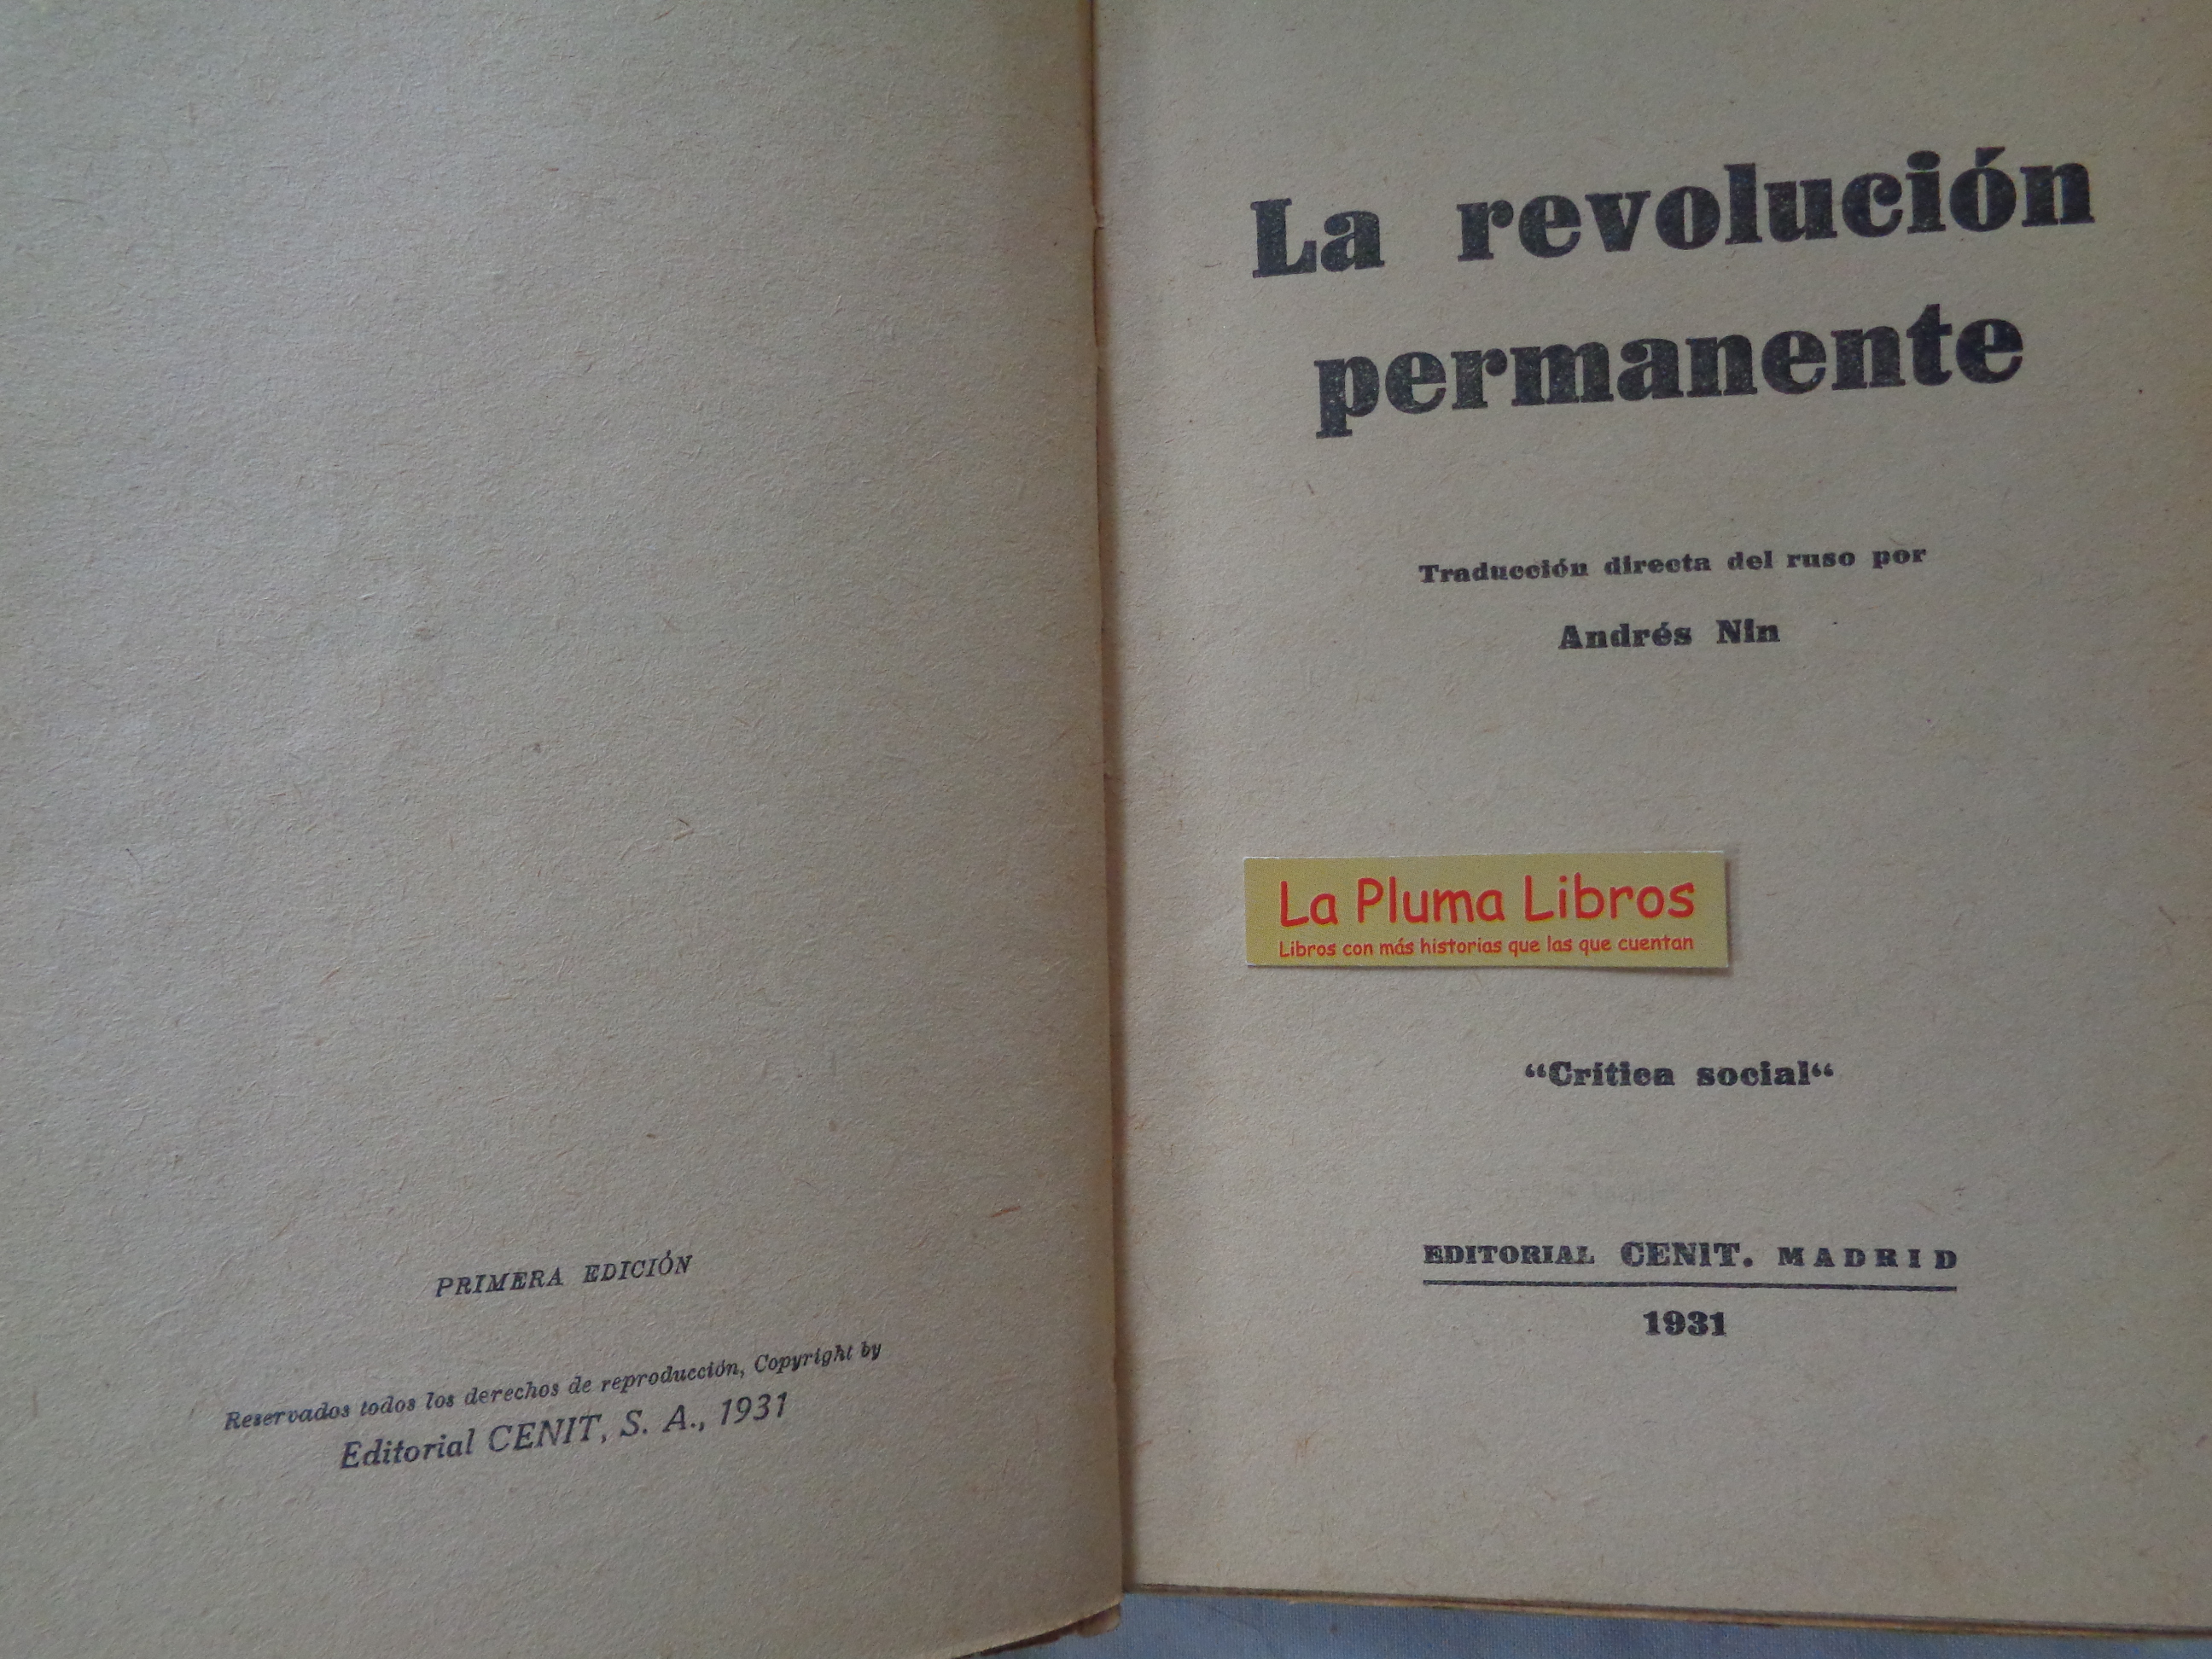 PRIMERA EDICIÓN
Reservados todos los derechos de reproducción, Copyright by
Editorial CENIT, S. A., 1931
La revolución
permanente
Traducción directa del ruso por
Andrés Nin
La Pluma Libros
Libros con más historias que las que cuentan
“Crítica social“
EDITORIAL CENIT. MADRID
1931